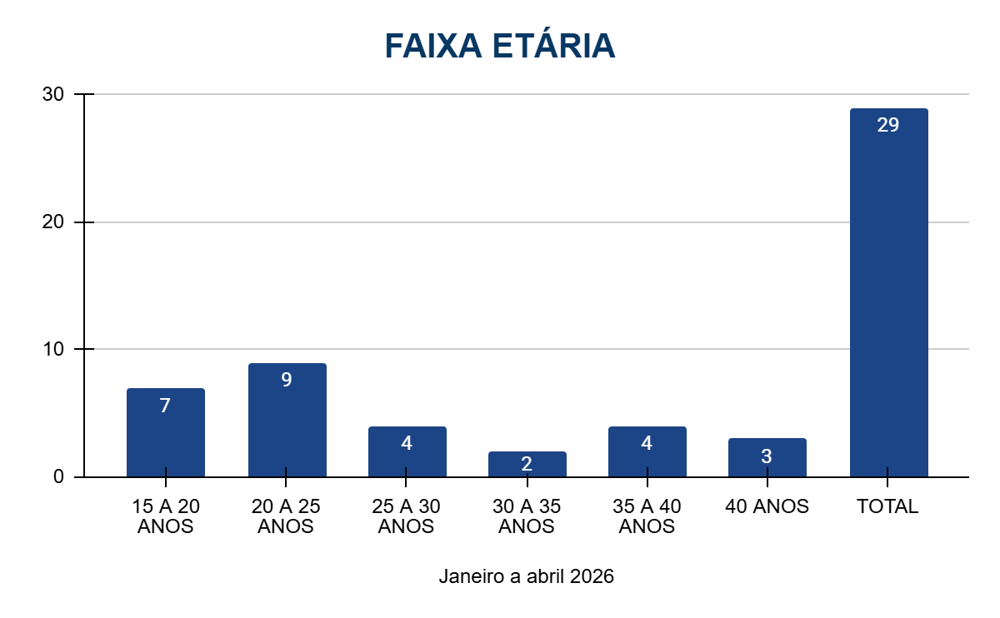 FAIXA ETÁRIA
30
20
10
0
29
7
9
4
2
4
3
15 A 20
ANOS
20 A 25
ANOS
25 A 30
ANOS
30 A 35
ANOS
35 A 40
ANOS
40 ANOS
TOTAL
Janeiro a abril 2026